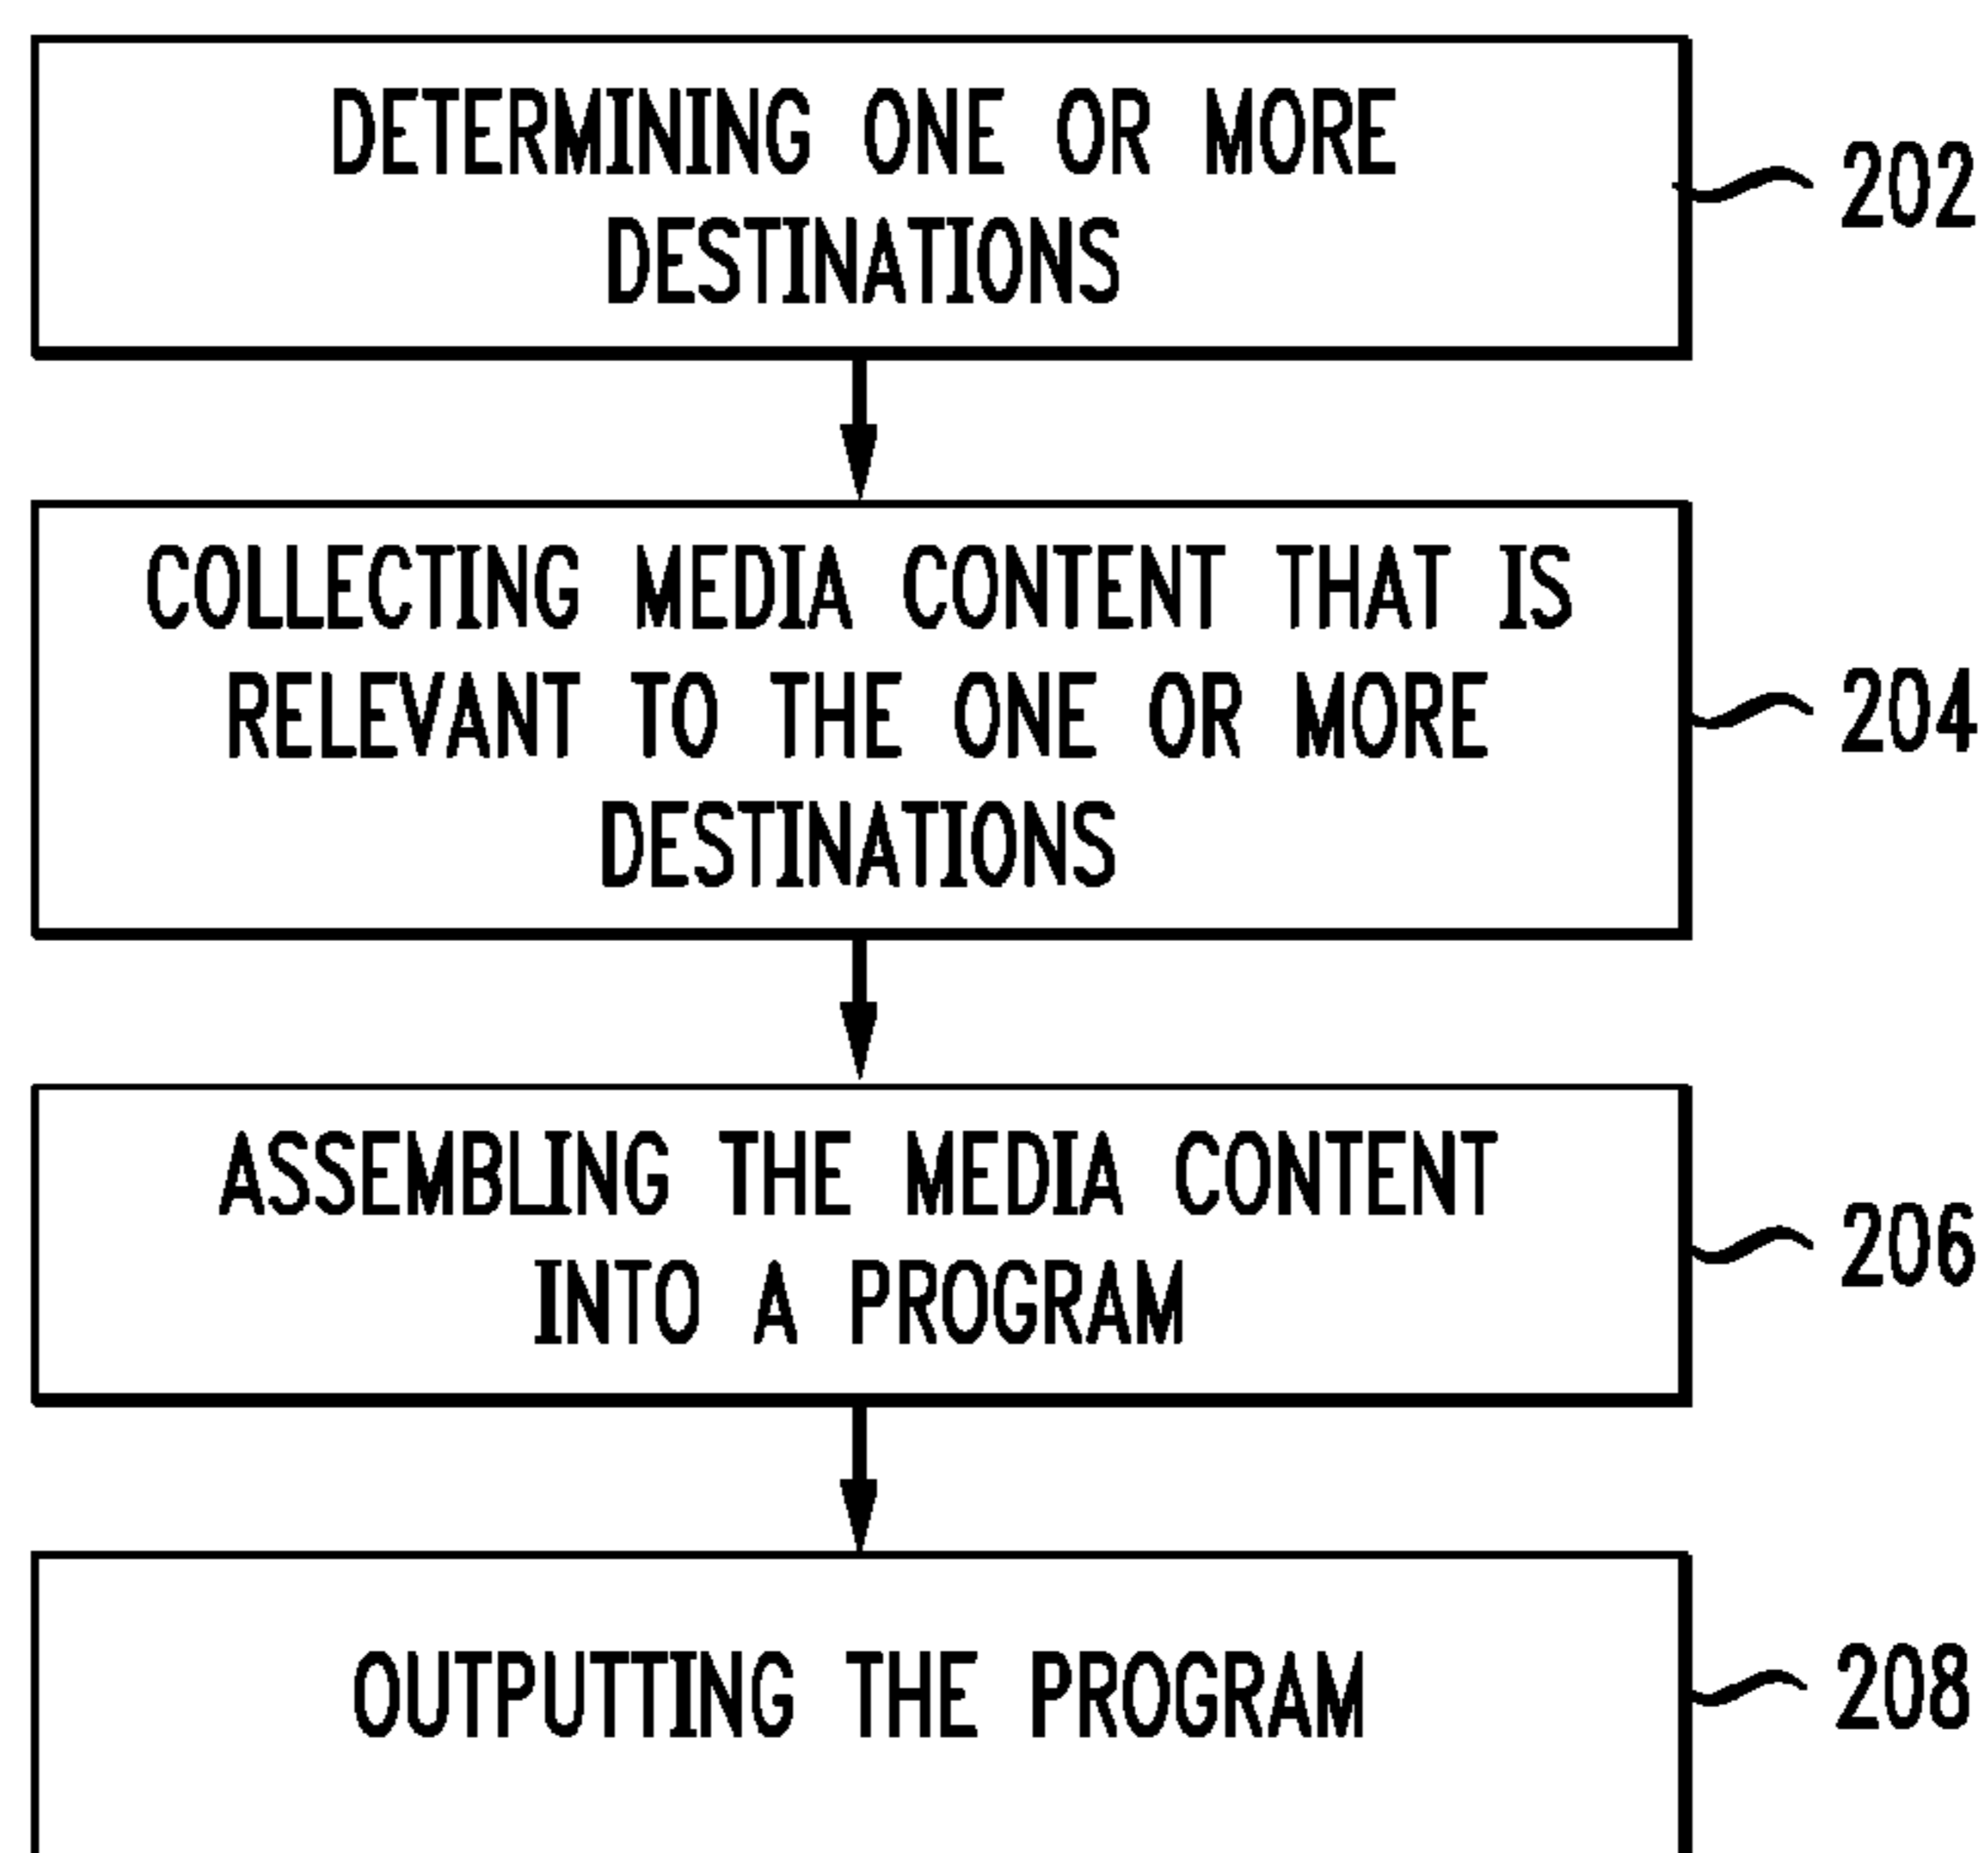 DETERMINING ONE OR MORE
DESTINATIONS
202
COLLECTING MEDIA CONTENT THAT IS
RELEVANT TO THE ONE OR MORE
DESTINATIONS
204
ASSEMBLING THE MEDIA CONTENT
INTO A PROGRAM
206
OUTPUTTING THE PROGRAM
208